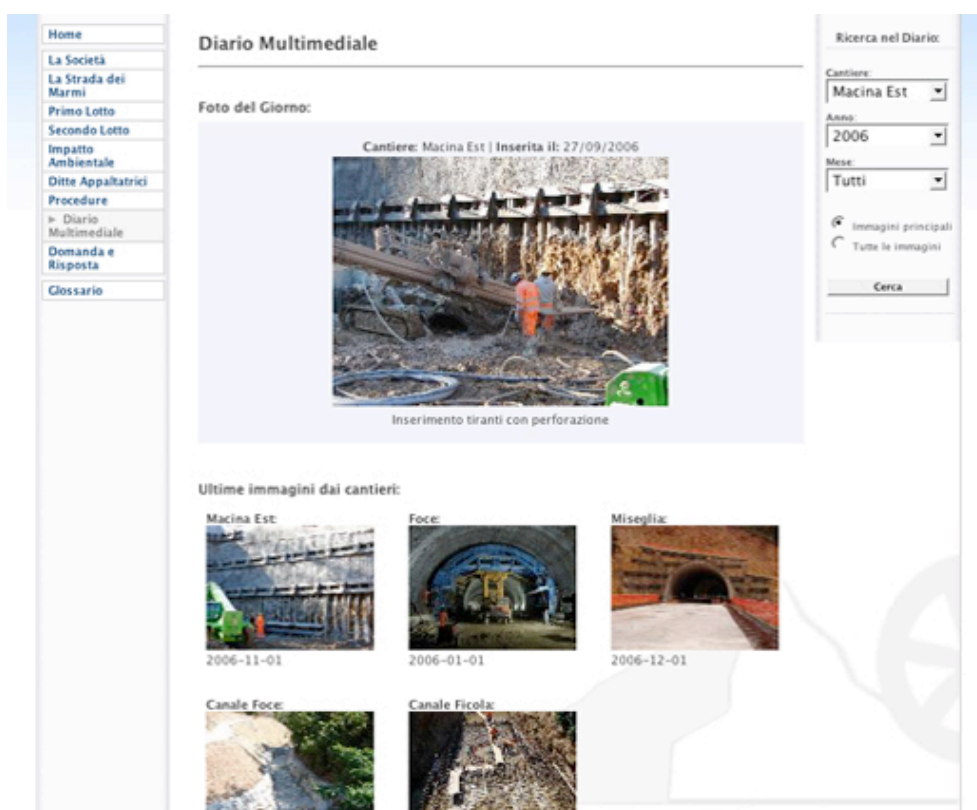 Home
La Società
La Strada dei
Marmi
Primo Lotto
Secondo Lotto
Impatto
Ambientale
Ditte Appaltatrici
Procedure
▶ Diario
Multimediale
Domanda e
Risposta
Glossario
Diario Multimediale
Foto del Giorno:
Cantiere: Macina Est | Inserita il: 27/09/2006
Inserimento tiranti con perforazione
Ultime immagini dai cantieri:
Macina Est:
2006-11-01
Foce:
2006-01-01
Miseglia:
2006-12-01
Canale Foce:
Canale Ficola:
Ricerca nel Diario:
Cantiere:
Macina Est
Anno:
2006
Mese:
Tutti
Immagini principali
Tutte le immagini
Cerca